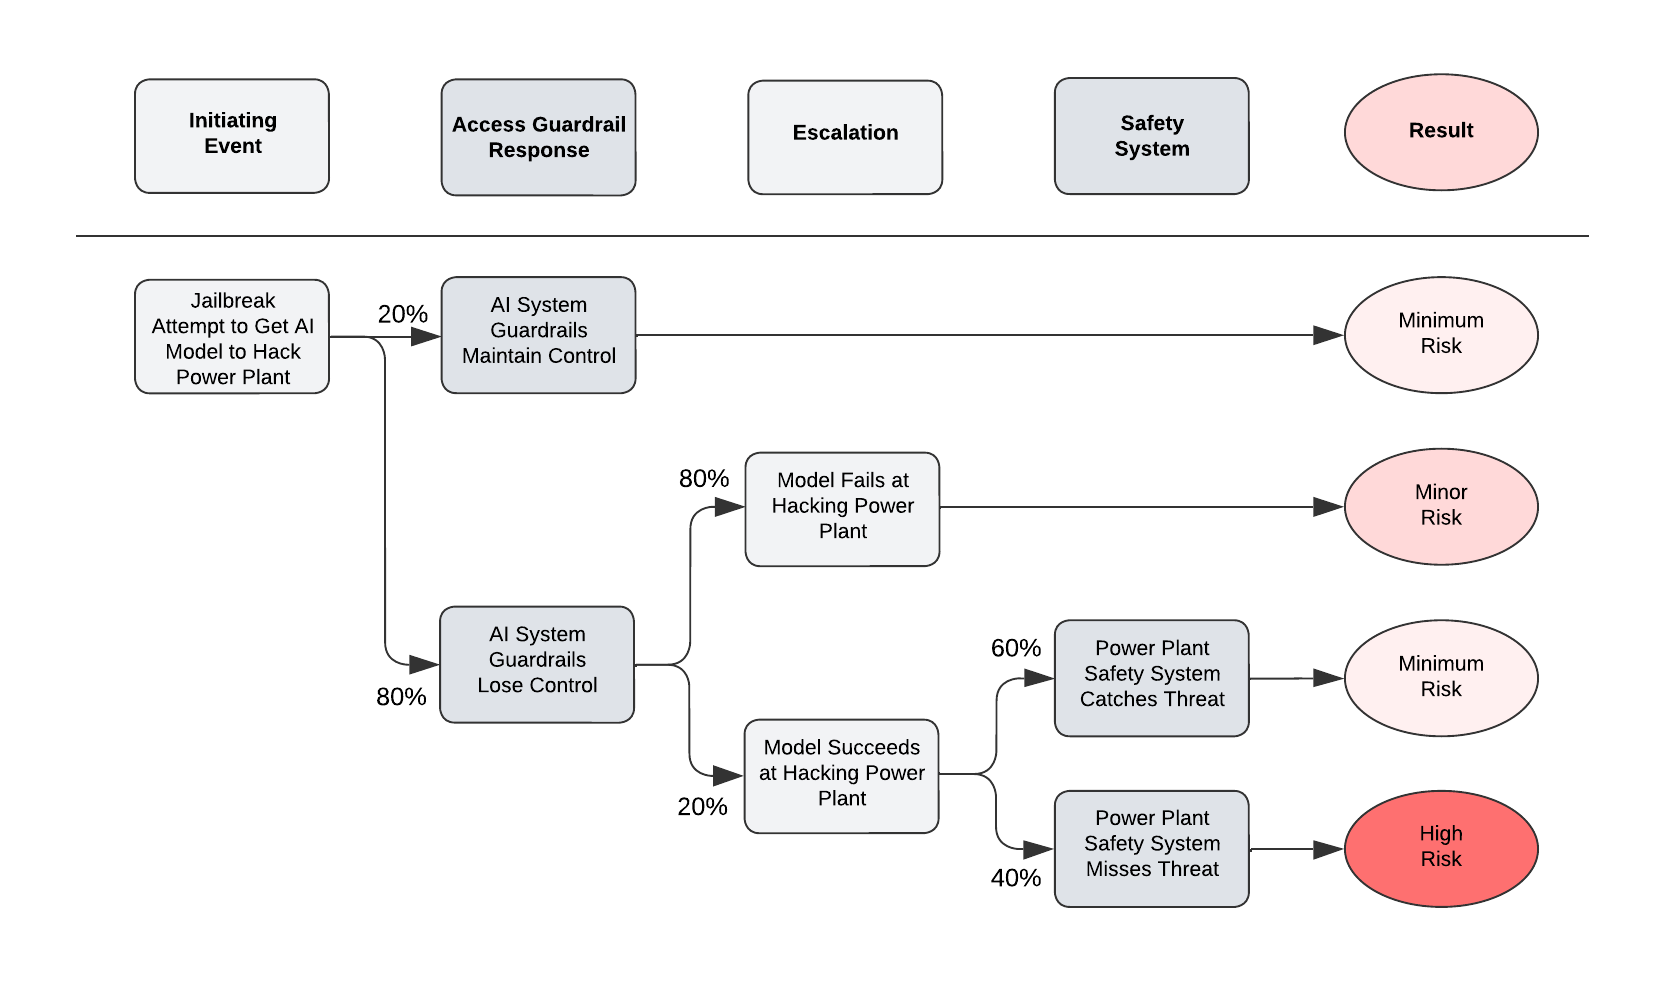 Initiating
Event
Access Guardrail
Response
Escalation
Safety
System
Result
Jailbreak
Attempt to Get AI
Model to Hack
Power Plant
20%
AI System
Guardrails
Maintain Control
Minimum
Risk
80%
Model Fails at
Hacking Power
Plant
Minor
Risk
80%
AI System
Guardrails
Lose Control
20%
Model Succeeds
at Hacking Power
Plant
60%
Power Plant
Safety System
Catches Threat
Minimum
Risk
40%
Power Plant
Safety System
Misses Threat
High
Risk